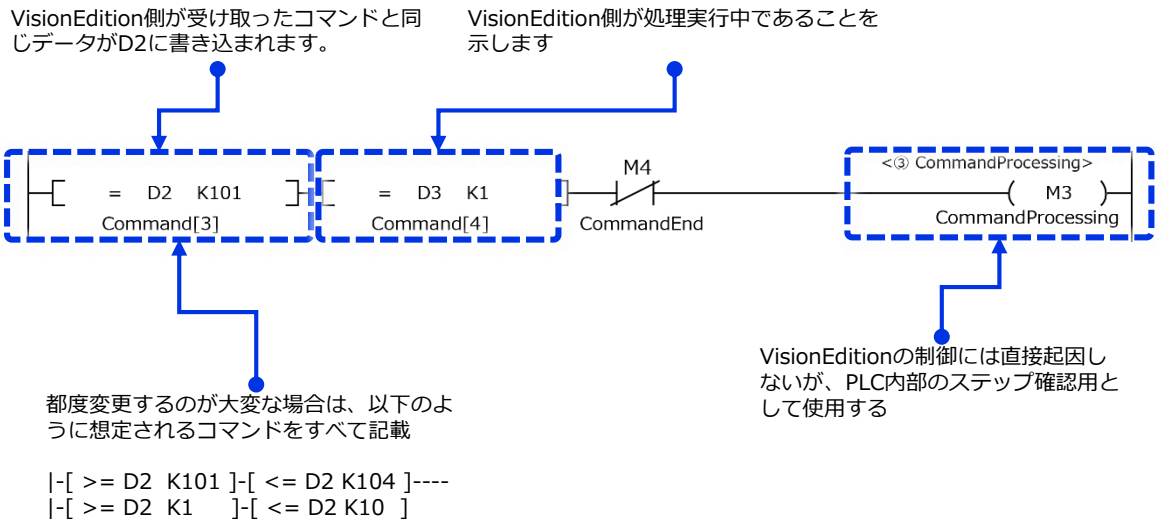 VisionEdition側が受け取ったコマンドと同
じデータがD2に書き込まれます。
VisionEdition側が処理実行中であることを
示します
= D2 K101
Command[3]
= D3 K1
Command[4]
M4
CommandEnd
<③ CommandProcessing>
M3
CommandProcessing
VisionEditionの制御には直接起因し
ないが、PLC内部のステップ確認用と
して使用する
都度変更するのが大変な場合は、以下のよ
うに想定されるコマンドをすべて記載
|-[ >= D2 K101 ]-[ <= D2 K104 ]----
|-[ >= D2 K1 ]-[ <= D2 K10 ]